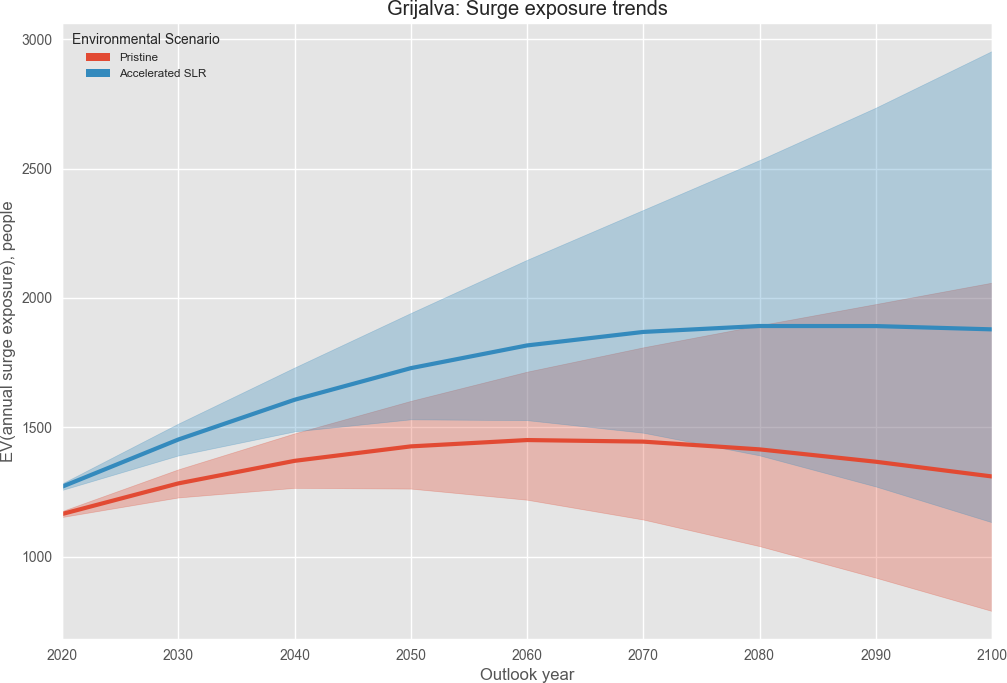 Grijalva: Surge exposure trends
Environmental Scenario
Pristine
Accelerated SLR
EV(annual surge exposure), people
3000
2500
2000
1500
1000
2020 2030 2040 2050 2060 2070 2080 2090 2100
Outlook year